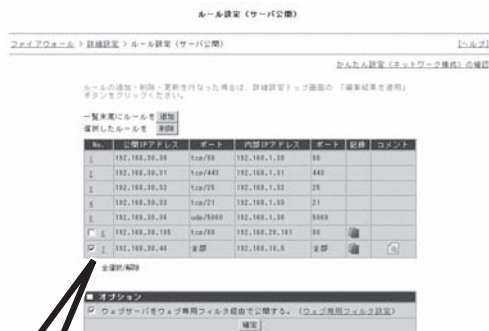 ルール設定 (サーバ公開)
ファイアウォール > 詳細設定 > ルール設定 (サーバ公開) [ヘルプ]
かんたん設定 (ネットワーク構成) の確認
ルールの追加・削除・更新を行なった場合は、詳細設定トップ画面の 「編集結果を適用」
ボタンをクリックください。
一覧末尾にルールを 追加
選択したルールを 削除
No. 公開IPアドレス ポート 内部IPアドレス ポート 記録 コメント
1 192.168.30.30 tcp/80 192.168.1.30 80
2 192.168.30.31 tcp/443 192.168.1.31 443
3 192.168.30.32 tcp/25 192.168.1.32 25
4 192.168.30.33 tcp/21 192.168.1.33 21
5 192.168.30.36 udp/5060 192.168.1.36 5060
6 192.168.30.105 tcp/80 192.168.20.101 80
7 192.168.30.40 全部 192.168.10.5 全部
全選択/解除
■ オプション
ウェブサーバをウェブ専用フィルタ経由で公開する。 (ウェブ専用フィルタ設定)
確定